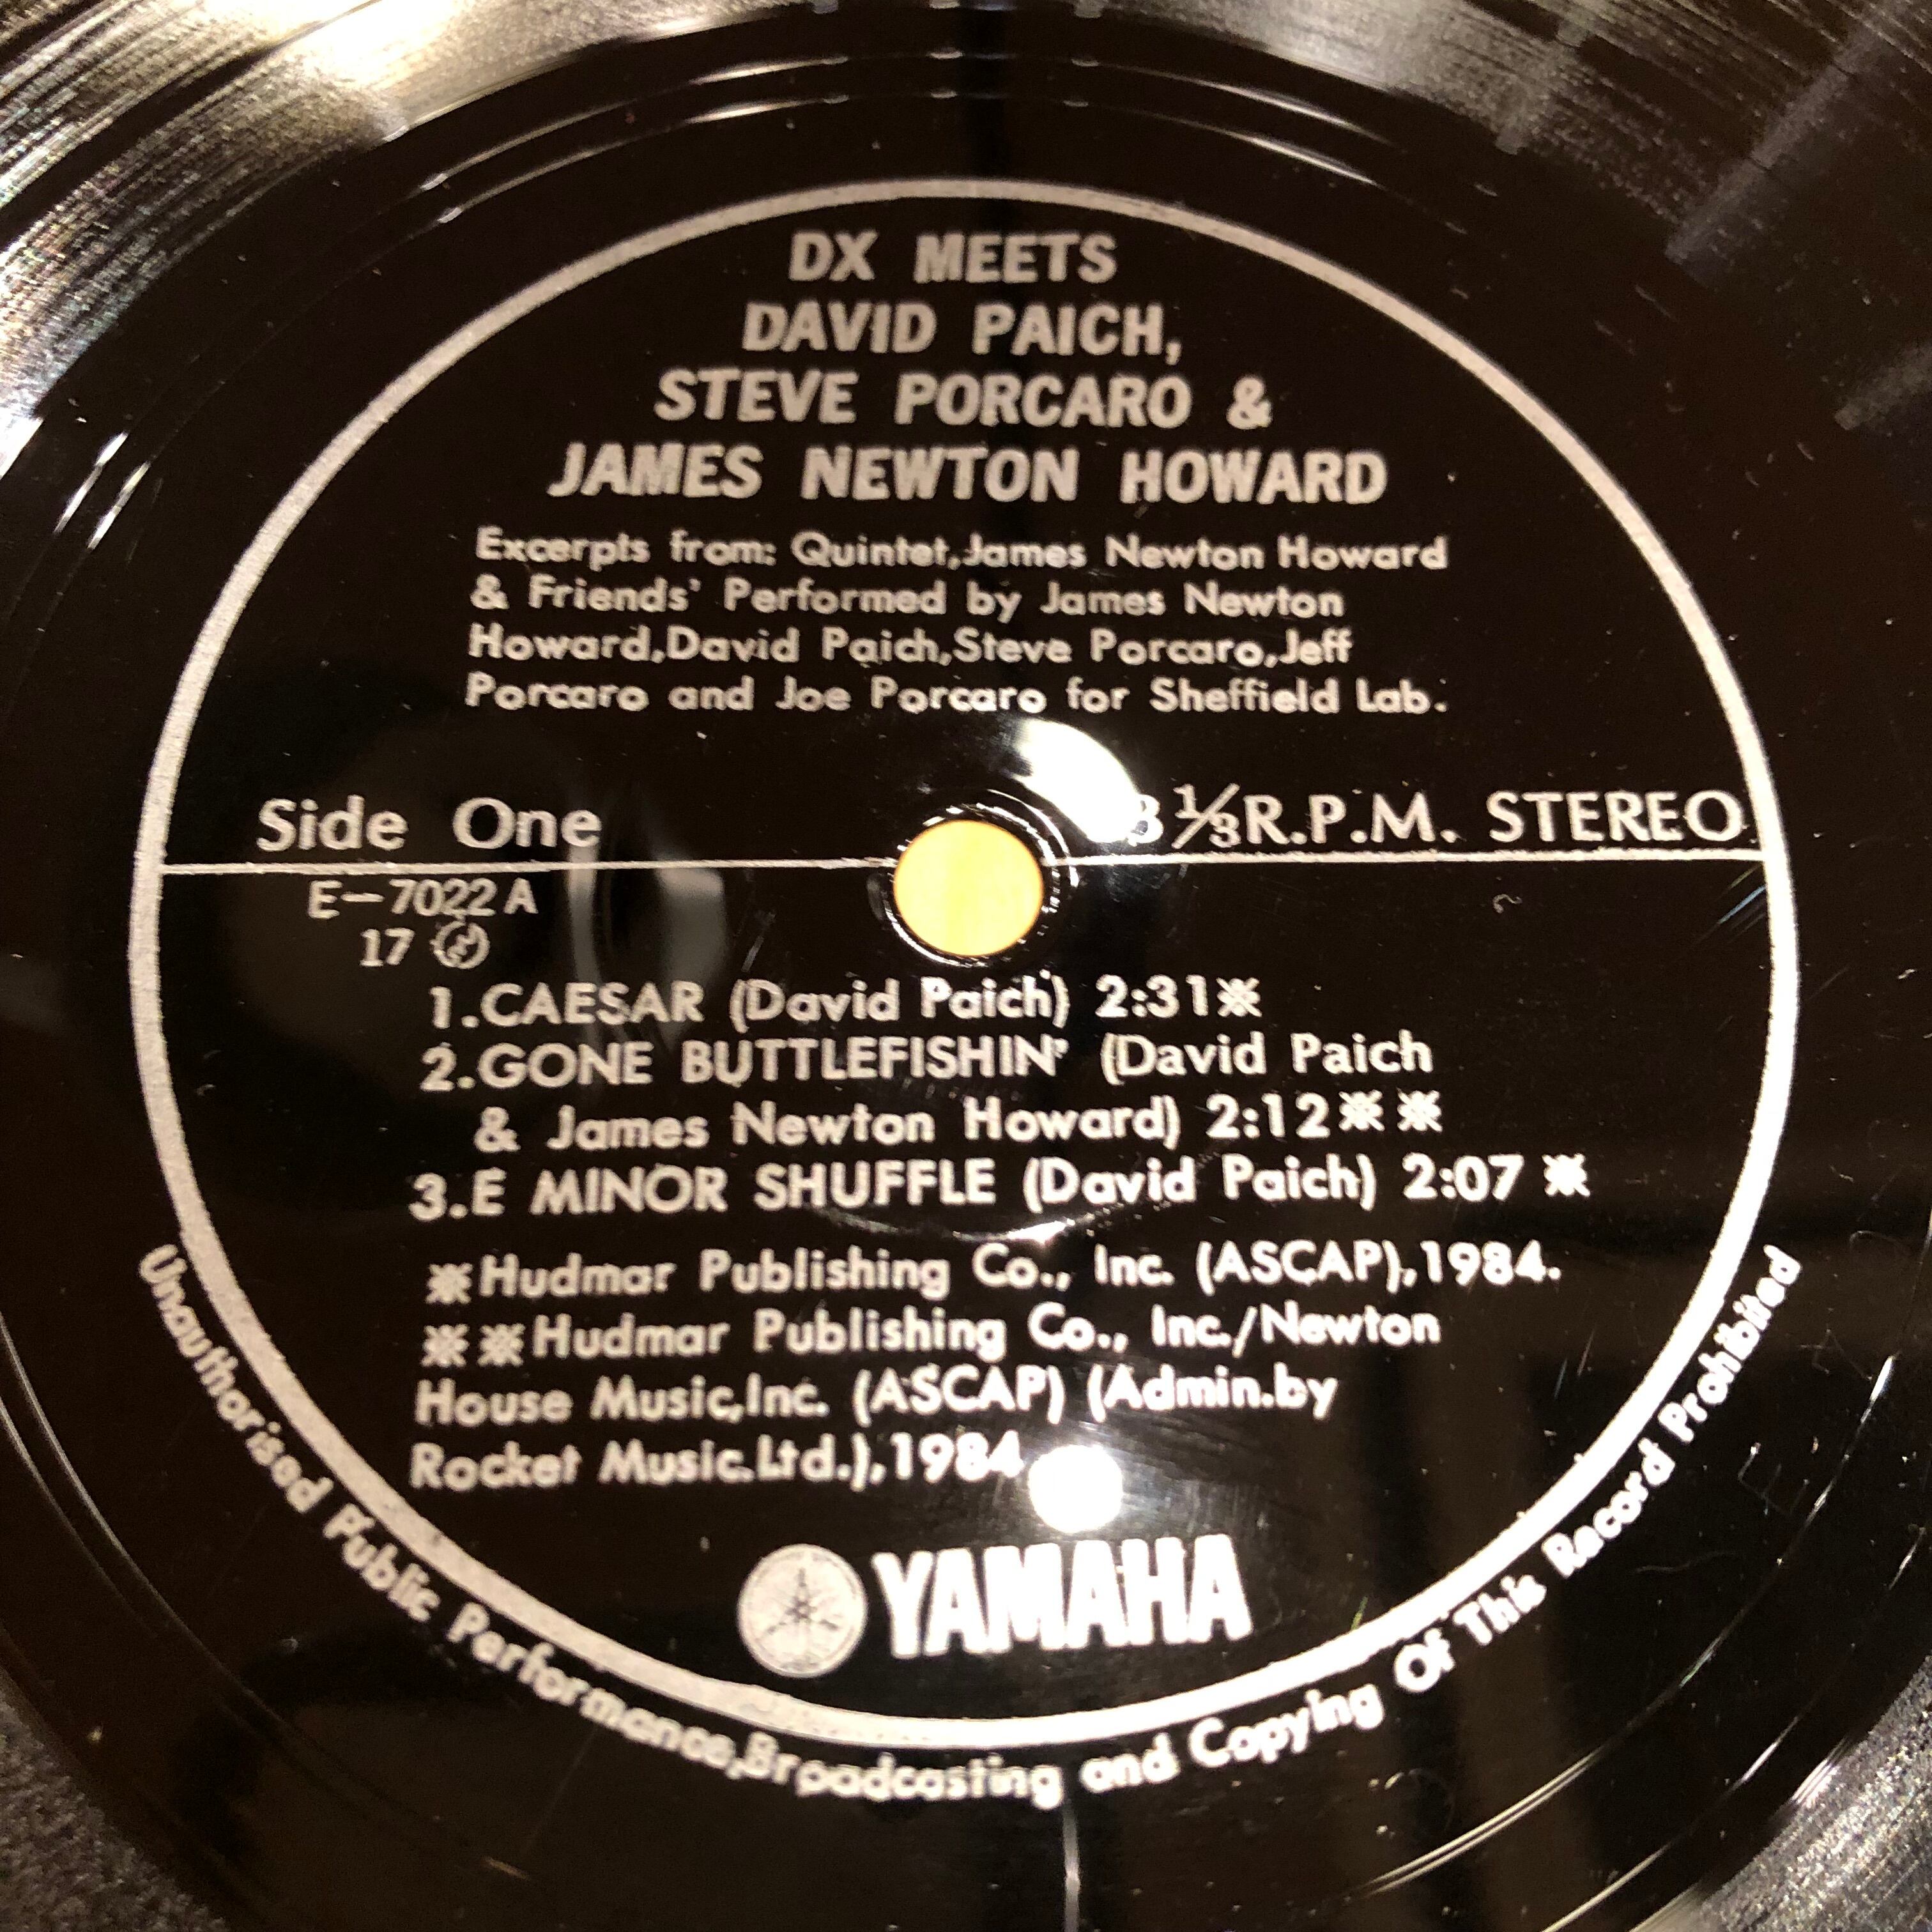 DX MEETS
DAVID PAICH,
STEVE PORCARO &
JAMES NEWTON HOWARD
Excerpts from: Quintet,James Newton Howard
& Friends' Performed by James Newton
Howard,David Paich,Steve Porcaro,Jeff
Porcaro and Joe Porcaro for Sheffield Lab.
Side One
3 ⅓ R.P.M. STEREO
E-7022 A
17
1.CAESAR (David Paich) 2:31※
2.GONE BUTTLEFISHIN' (David Paich
& James Newton Howard) 2:12※※
3.E MINOR SHUFFLE (David Paich) 2:07 ※
※Hudmar Publishing Co., Inc. (ASCAP),1984.
※※Hudmar Publishing Co., Inc./Newton
House Music,Inc. (ASCAP) (Admin.by
Rocket Music.Ltd.),1984
YAMAHA
Unauthorised Public Performance,Broadcasting and Copying Of This Record Prohibited